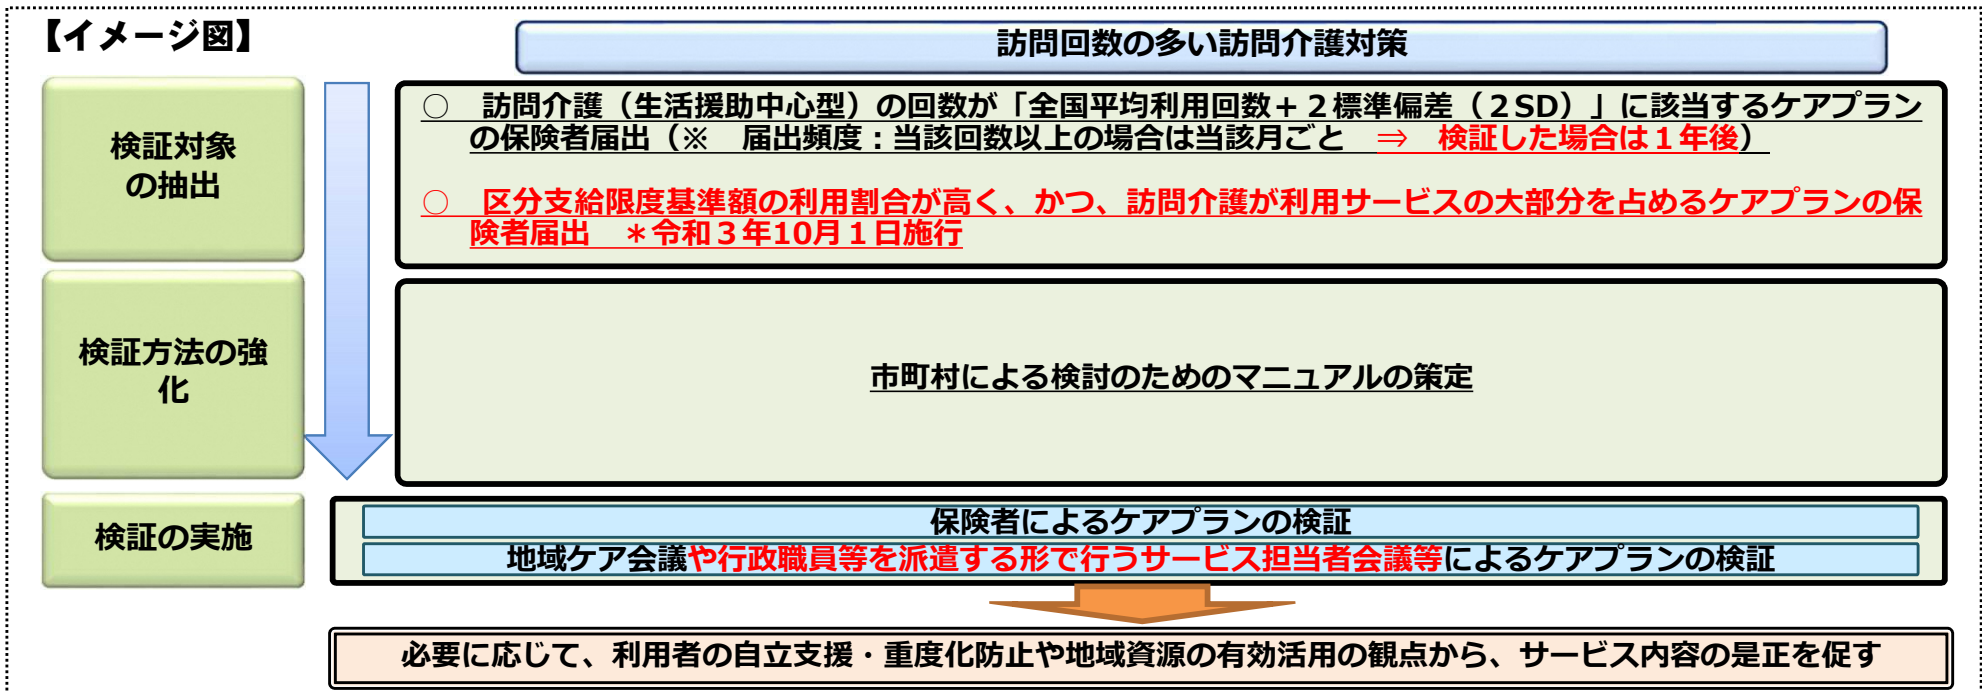 【イメージ図】
訪問回数の多い訪問介護対策
検証対象
の抽出
○　訪問介護（生活援助中心型）の回数が「全国平均利用回数＋２標準偏差（２SD）」に該当するケアプラン
の保険者届出（※　届出頻度：当該回数以上の場合は当該月ごと　⇒　検証した場合は１年後）
○　区分支給限度基準額の利用割合が高く、かつ、訪問介護が利用サービスの大部分を占めるケアプランの保
険者届出　＊令和３年10月１日施行
検証方法の強
化
市町村による検討のためのマニュアルの策定
検証の実施
保険者によるケアプランの検証
地域ケア会議や行政職員等を派遣する形で行うサービス担当者会議等によるケアプランの検証
必要に応じて、利用者の自立支援・重度化防止や地域資源の有効活用の観点から、サービス内容の是正を促す